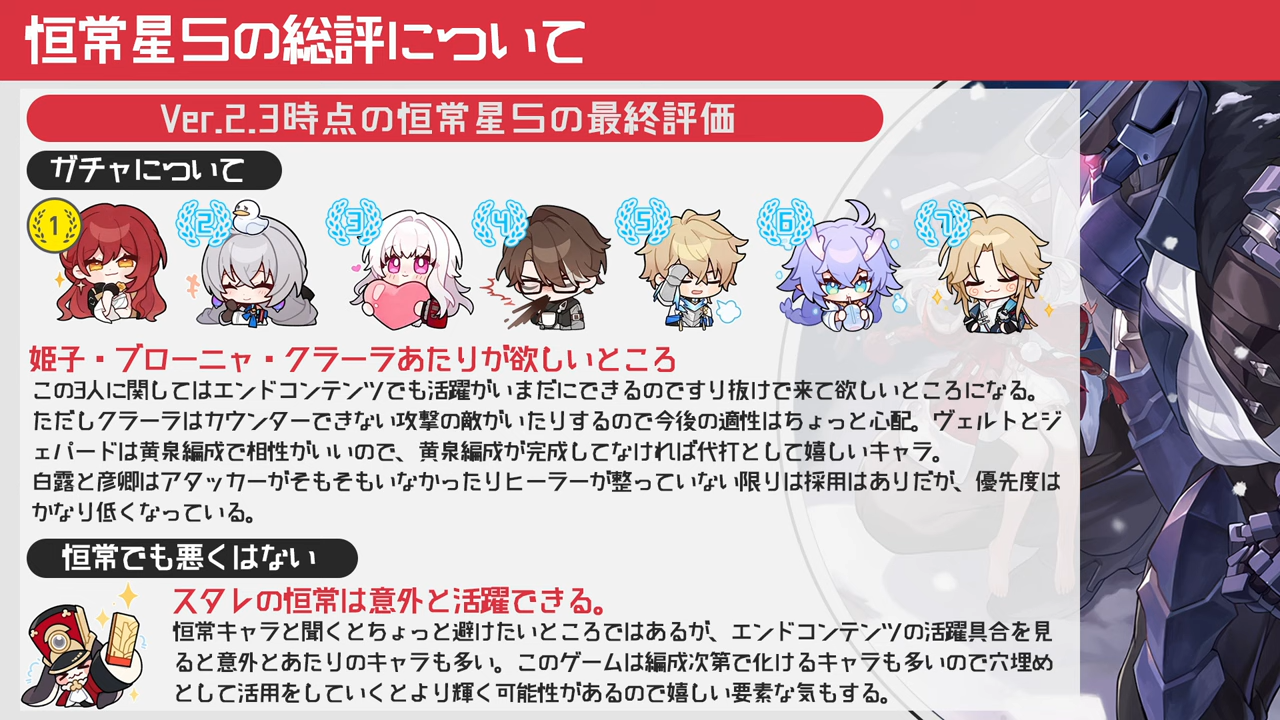 恒常星5の総評について
Ver.2.3時点の恒常星5の最終評価
ガチャについて
1 2 3 4 5 6 7
姫子・ブローニャ・クラーラあたりが欲しいところ
この3人に関してはエンドコンテンツでも活躍がいまだにできるのですり抜けで来て欲しいところになる。
ただしクラーラはカウンターできない攻撃の敵がいたりするので今後の適性はちょっと心配。ヴェルトとジ
ェパードは黄泉編成で相性がいいので、黄泉編成が完成してなければ代打として嬉しいキャラ。
白露と彦卿はアタッカーがそもそもいなかったりヒーラーが整っていない限りは採用はありだが、優先度は
かなり低くなっている。
恒常でも悪くはない
スタレの恒常は意外と活躍できる。
恒常キャラと聞くとちょっと避けたいところではあるが、エンドコンテンツの活躍具合を見
ると意外とあたりのキャラも多い。このゲームは編成次第で化けるキャラも多いので穴埋め
として活用をしていくとより輝く可能性があるので嬉しい要素な気もする。